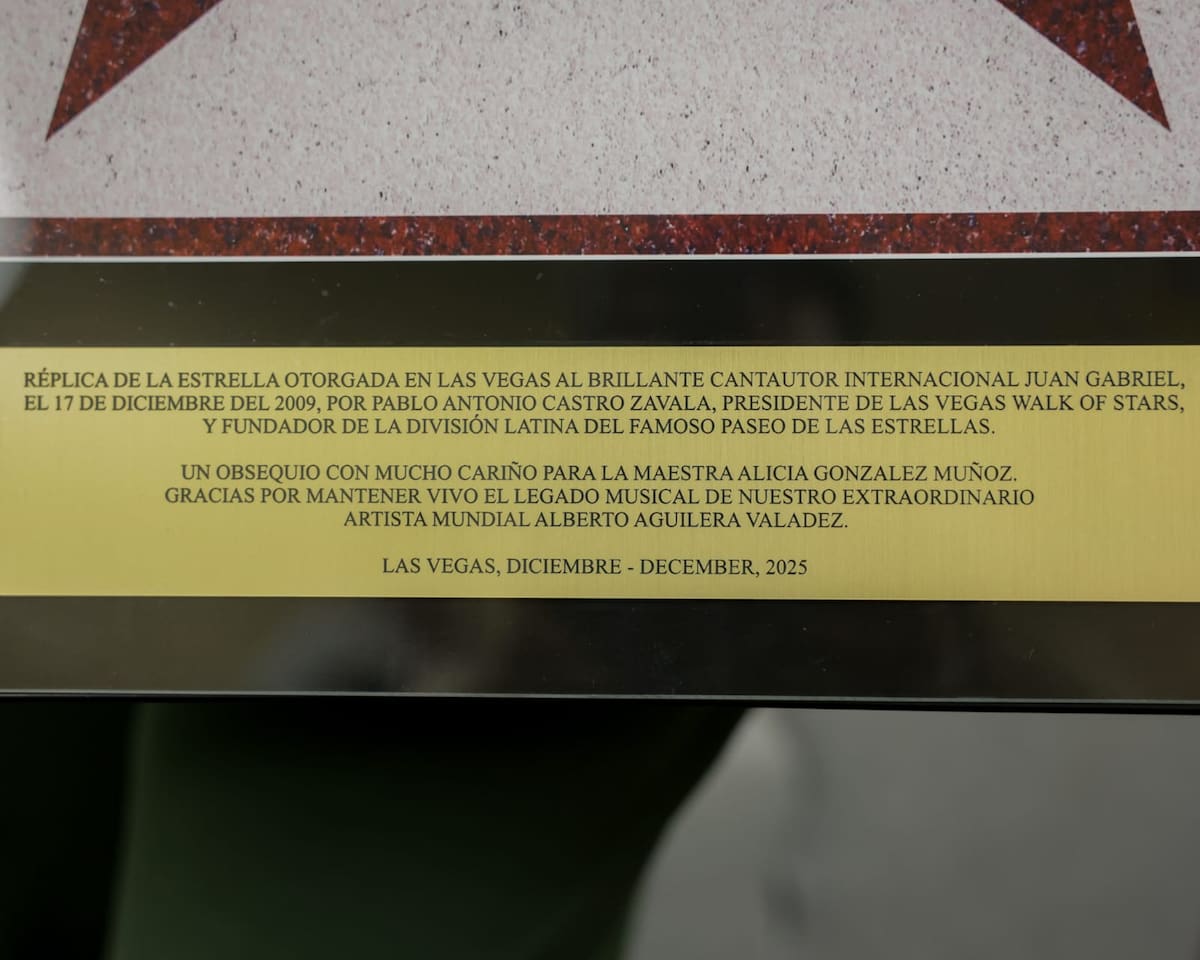 RÉPLICA DE LA ESTRELLA OTORGADA EN LAS VEGAS AL BRILLANTE CANTAUTOR INTERNACIONAL JUAN GABRIEL,
EL 17 DE DICIEMBRE DEL 2009, POR PABLO ANTONIO CASTRO ZAVALA, PRESIDENTE DE LAS VEGAS WALK OF STARS,
Y FUNDADOR DE LA DIVISIÓN LATINA DEL FAMOSO PASEO DE LAS ESTRELLAS.
UN OBSEQUIO CON MUCHO CARIÑO PARA LA MAESTRA ALICIA GONZALEZ MUÑOZ.
GRACIAS POR MANTENER VIVO EL LEGADO MUSICAL DE NUESTRO EXTRAORDINARIO
ARTISTA MUNDIAL ALBERTO AGUILERA VALADEZ.
LAS VEGAS, DICIEMBRE - DECEMBER, 2025